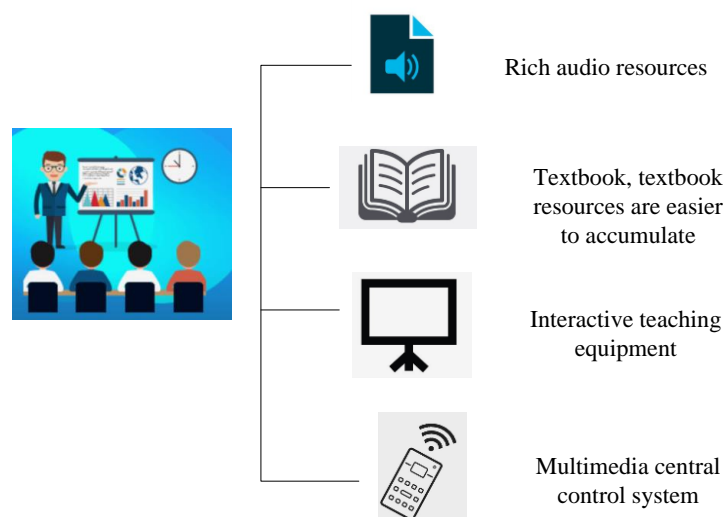 Rich audio resources
Textbook, textbook
resources are easier
to accumulate
Interactive teaching
equipment
Multimedia central
control system